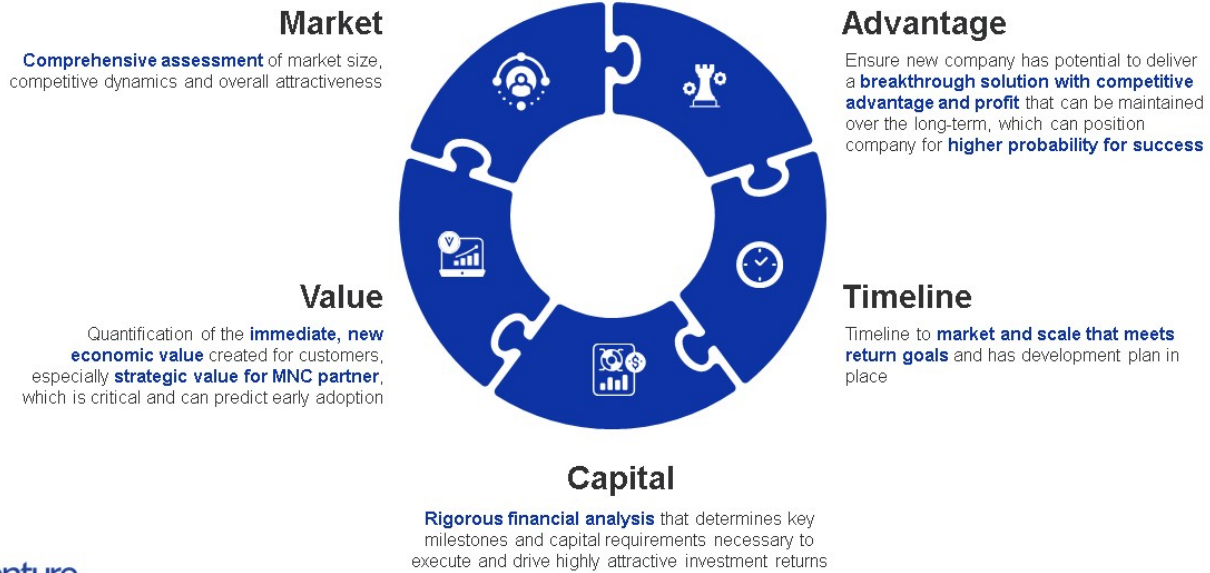 Market
Comprehensive assessment of market size,
competitive dynamics and overall attractiveness
Advantage
Ensure new company has potential to deliver
a breakthrough solution with competitive
advantage and profit that can be maintained
over the long-term, which can position
company for higher probability for success
Value
Quantification of the immediate, new
economic value created for customers,
especially strategic value for MNC partner,
which is critical and can predict early adoption
Timeline
Timeline to market and scale that meets
return goals and has development plan in
place
Capital
Rigorous financial analysis that determines key
milestones and capital requirements necessary to
execute and drive highly attractive investment returns